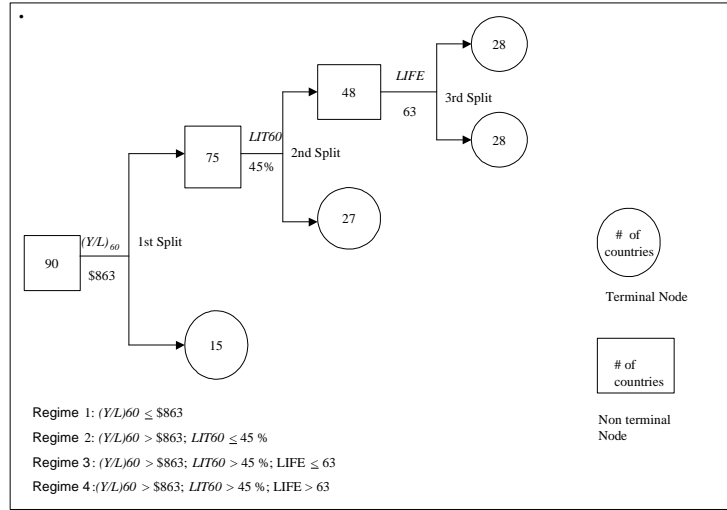 28
LIFE
48
63
3rd Split
LIT60
75
45%
2nd Split
28
27
(Y/L)60
1st Split
90
$863
# of
countries
Terminal Node
15
# of
countries
Regime 1: (Y/L)60 ≤ $863
Regime 2: (Y/L)60 > $863; LIT60 ≤ 45 %
Regime 3: (Y/L)60 > $863; LIT60 > 45 %; LIFE ≤ 63
Regime 4:(Y/L)60 > $863; LIT60 > 45 %; LIFE > 63
Non terminal
Node